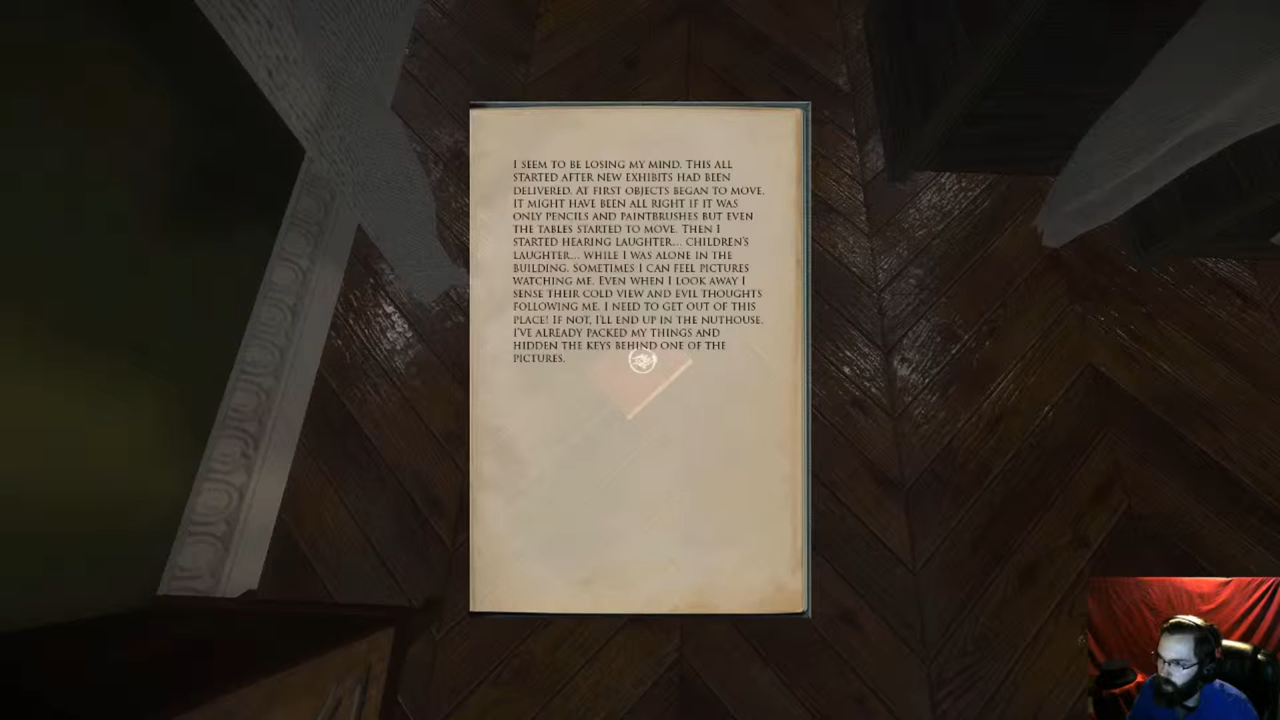 I SEEM TO BE LOSING MY MIND. THIS ALL
STARTED AFTER NEW EXHIBITS HAD BEEN
DELIVERED. AT FIRST OBJECTS BEGAN TO MOVE.
IT MIGHT HAVE BEEN ALL RIGHT IF IT WAS
ONLY PENCILS AND PAINTBRUSHES BUT EVEN
THE TABLES STARTED TO MOVE. THEN I
STARTED HEARING LAUGHTER... CHILDREN'S
LAUGHTER... WHILE I WAS ALONE IN THE
BUILDING. SOMETIMES I CAN FEEL PICTURES
WATCHING ME. EVEN WHEN I LOOK AWAY I
SENSE THEIR COLD VIEW AND EVIL THOUGHTS
FOLLOWING ME. I NEED TO GET OUT OF THIS
PLACE! IF NOT, I'LL END UP IN THE NUTHOUSE.
I'VE ALREADY PACKED MY THINGS AND
HIDDEN THE KEYS BEHIND ONE OF THE
PICTURES.